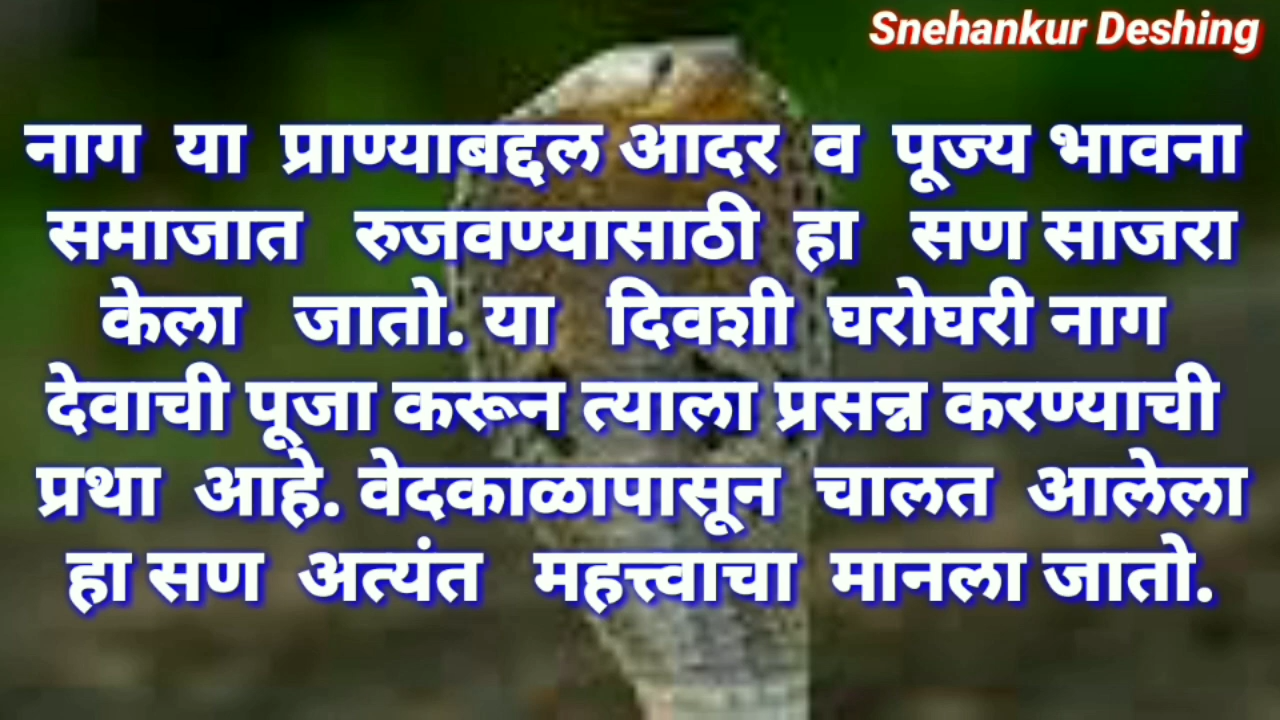 Snehankur Deshing
नाग या प्राण्याबद्दल आदर व पूज्य भावना
समाजात रुजवण्यासाठी हा सण साजरा
केला जातो. या दिवशी घरोघरी नाग
देवाची पूजा करून त्याला प्रसन्न करण्याची
प्रथा आहे. वेदकाळापासून चालत आलेला
हा सण अत्यंत महत्त्वाचा मानला जातो.